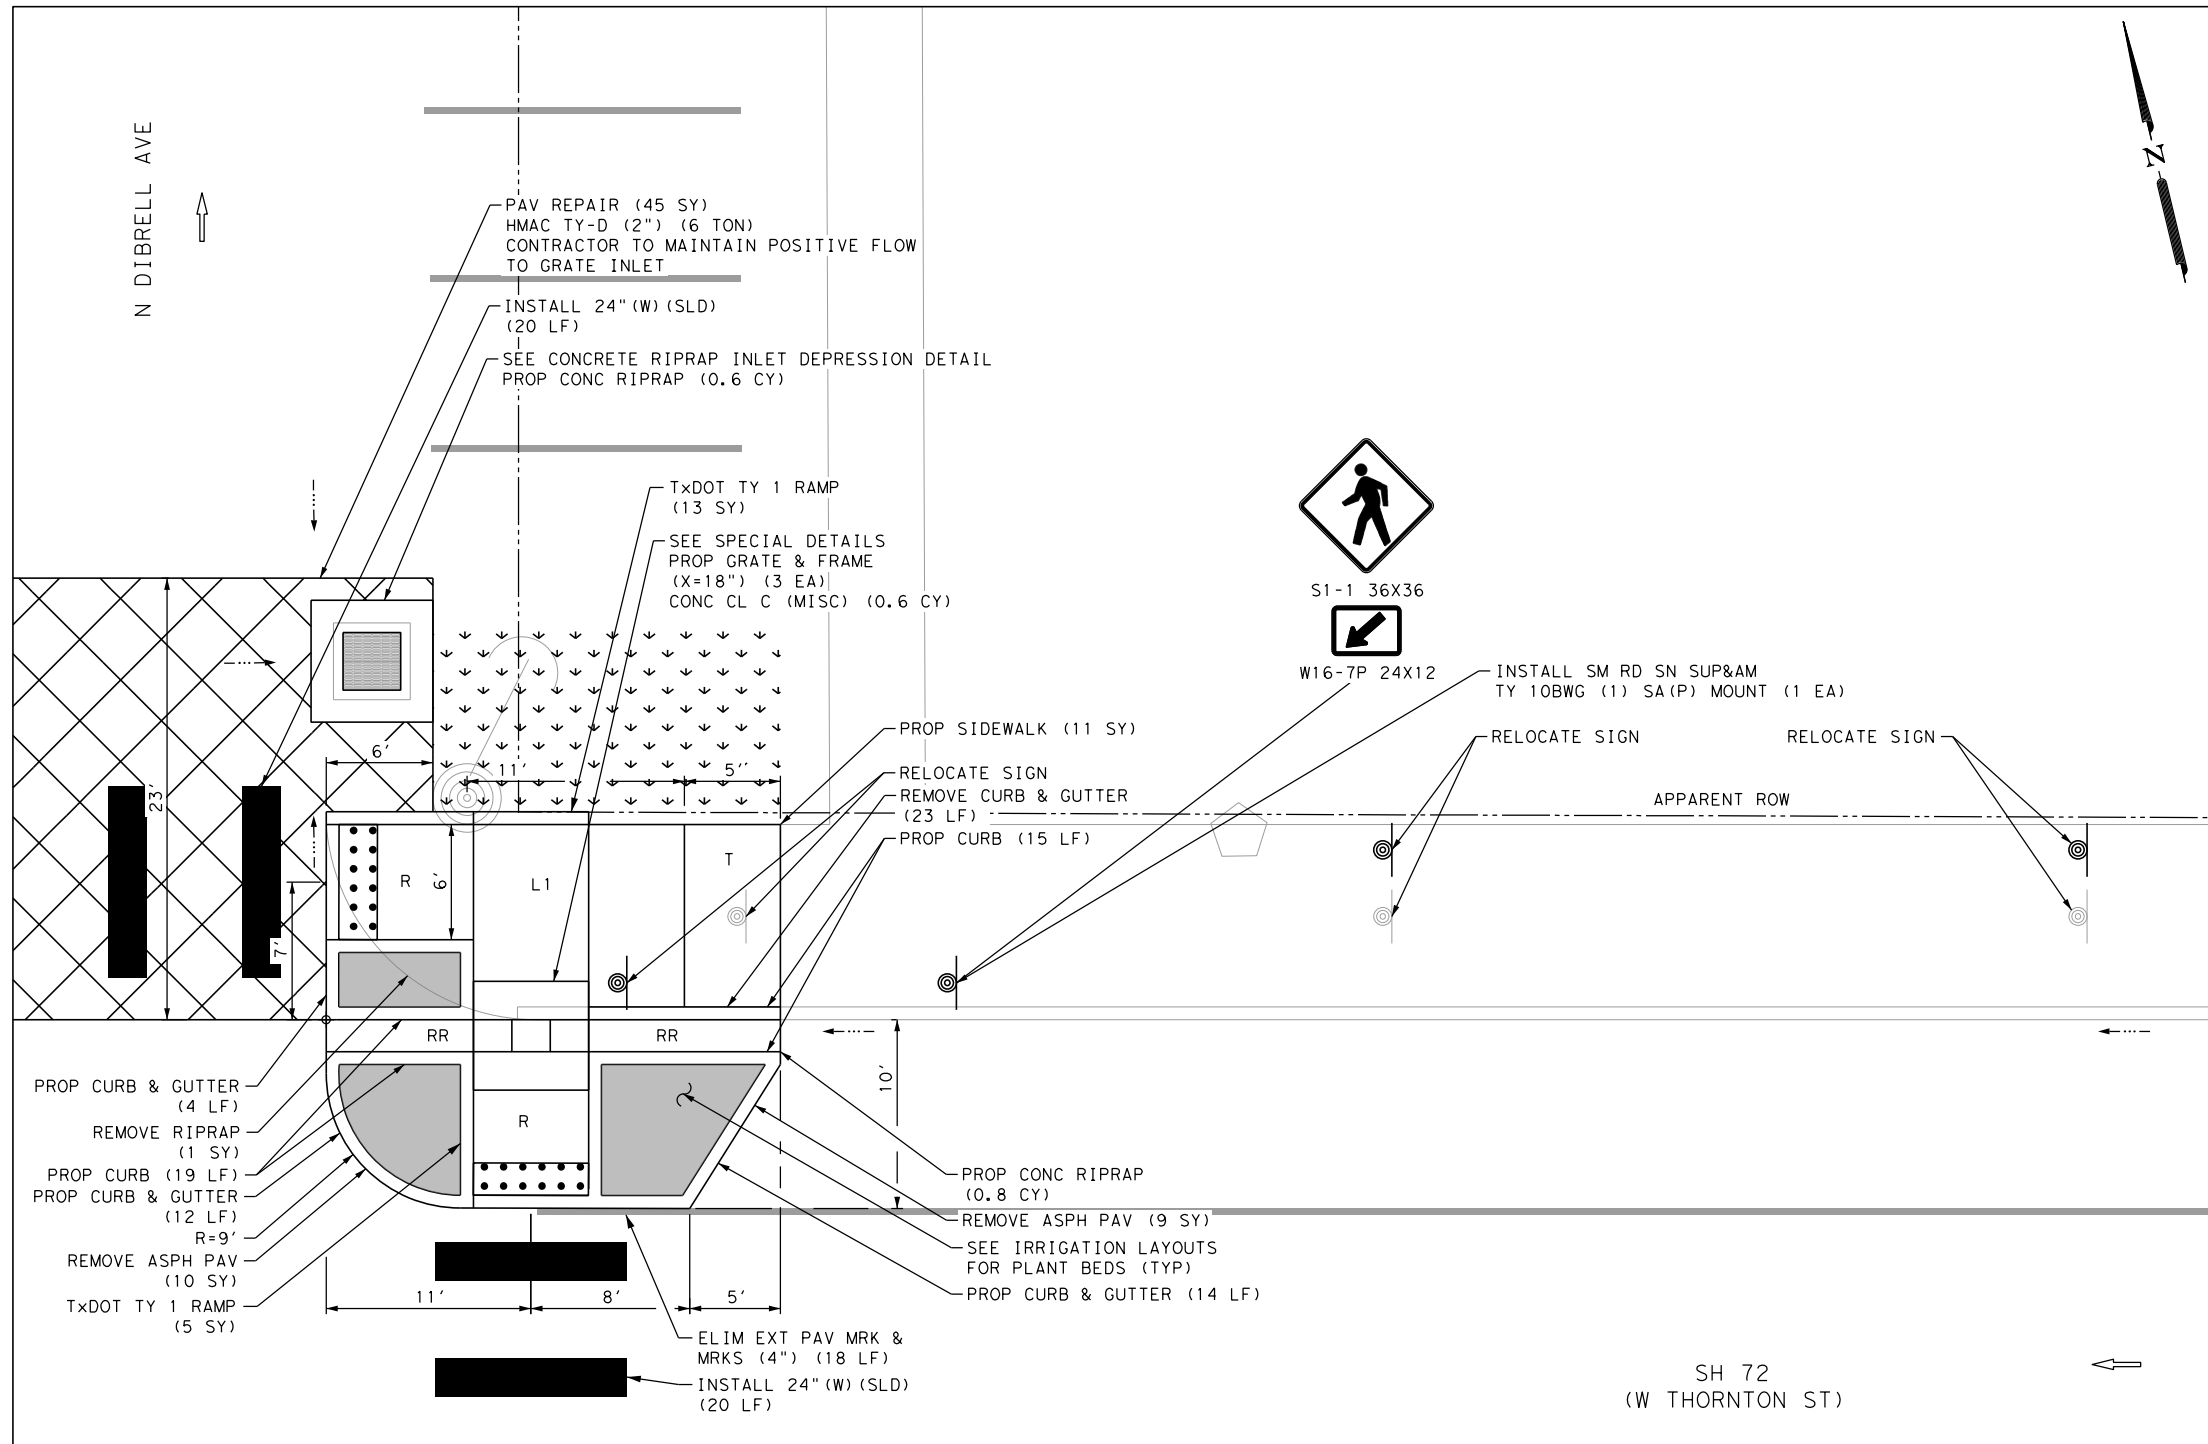 N DIBRELL AVE
N
PAV REPAIR (45 SY)
HMAC TY-D (2") (6 TON)
CONTRACTOR TO MAINTAIN POSITIVE FLOW
TO GRATE INLET
INSTALL 24"(W)(SLD)
(20 LF)
SEE CONCRETE RIPRAP INLET DEPRESSION DETAIL
PROP CONC RIPRAP (0.6 CY)
TxDOT TY 1 RAMP
(13 SY)
SEE SPECIAL DETAILS
PROP GRATE & FRAME
(X=18") (3 EA)
CONC CL C (MISC) (0.6 CY)
S1-1 36X36
W16-7P 24X12
INSTALL SM RD SN SUP&AM
TY 10BWG (1) SA(P) MOUNT (1 EA)
RELOCATE SIGN
RELOCATE SIGN
PROP SIDEWALK (11 SY)
RELOCATE SIGN
REMOVE CURB & GUTTER
(23 LF)
PROP CURB (15 LF)
APPARENT ROW
6'
11'
5''
23'
7'
6'
R
L1
T
RR
RR
R
10'
PROP CURB & GUTTER
(4 LF)
REMOVE RIPRAP
(1 SY)
PROP CURB (19 LF)
PROP CURB & GUTTER
(12 LF)
R=9'
REMOVE ASPH PAV
(10 SY)
TxDOT TY 1 RAMP
(5 SY)
PROP CONC RIPRAP
(0.8 CY)
REMOVE ASPH PAV (9 SY)
SEE IRRIGATION LAYOUTS
FOR PLANT BEDS (TYP)
PROP CURB & GUTTER (14 LF)
11'
8'
5'
ELIM EXT PAV MRK &
MRKS (4") (18 LF)
INSTALL 24"(W)(SLD)
(20 LF)
SH 72
(W THORNTON ST)